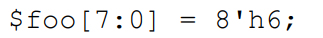 $foo[7:0] = 8'h6;